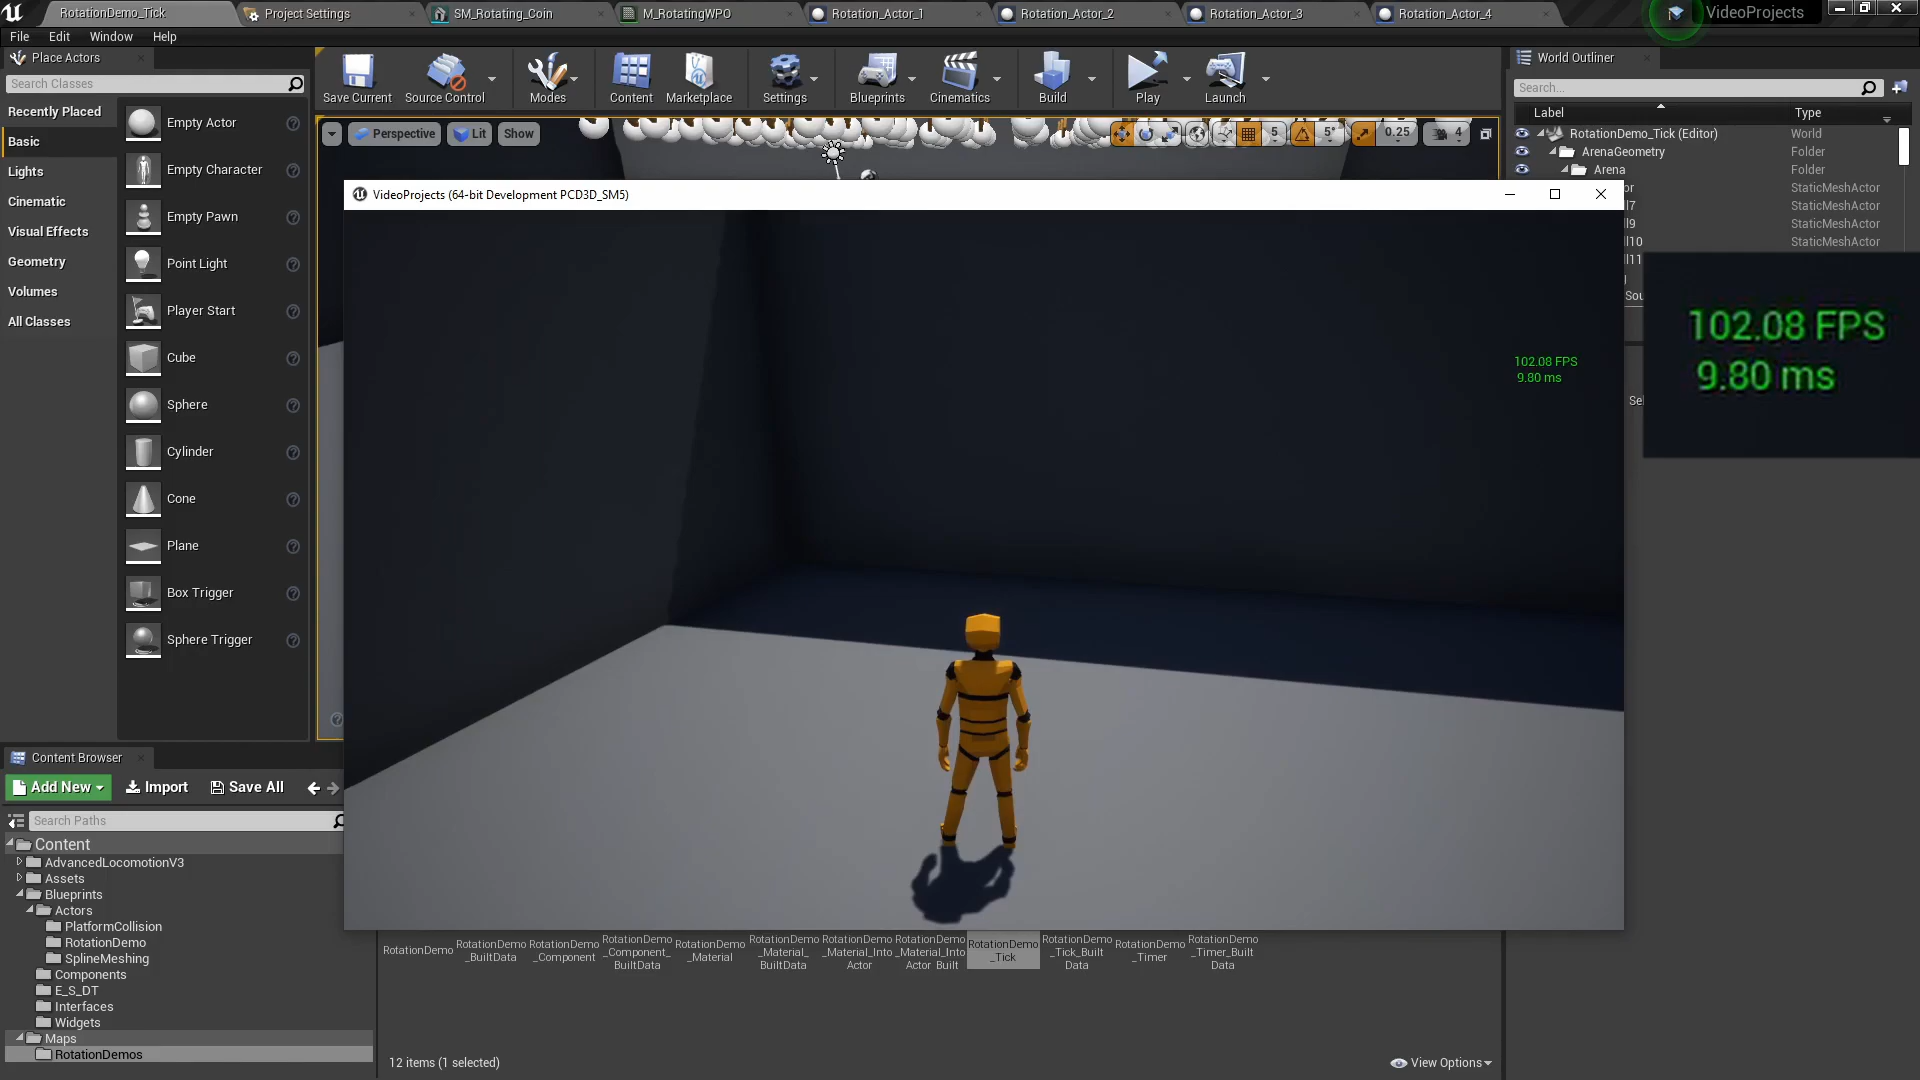 RotationDemo_Tick
Project Settings
SM_Rotating_Coin
M_RotatingWPO
Rotation_Actor_1
Rotation_Actor_2
Rotation_Actor_3
Rotation_Actor_4
VideoProjects
File Edit Window Help
Place Actors
Search Classes
Recently Placed
Basic
Lights
Cinematic
Visual Effects
Geometry
Volumes
All Classes
Empty Actor
Empty Character
Empty Pawn
Point Light
Player Start
Cube
Sphere
Cylinder
Cone
Plane
Box Trigger
Sphere Trigger
Save Current
Source Control
Modes
Content
Marketplace
Settings
Blueprints
Cinematics
Build
Play
Launch
Perspective
Lit
Show
5
5°
0.25
4
World Outliner
Search...
Label Type
RotationDemo_Tick (Editor) World
ArenaGeometry Folder
Arena Folder
or StaticMeshActor
ll7 StaticMeshActor
ll9 StaticMeshActor
ll10 StaticMeshActor
ll11
Sou
Sel
VideoProjects (64-bit Development PCD3D_SM5)
102.08 FPS
9.80 ms
102.08 FPS
9.80 ms
Content Browser
Add New
Import
Save All
Search Paths
Content
AdvancedLocomotionV3
Assets
Blueprints
Actors
PlatformCollision
RotationDemo
SplineMeshing
Components
E_S_DT
Interfaces
Widgets
Maps
RotationDemos
RotationDemo
RotationDemo
_BuiltData
RotationDemo
_Component
RotationDemo
_Component_
BuiltData
RotationDemo
_Material
RotationDemo
_Material_
BuiltData
RotationDemo
_Material_Into
Actor
RotationDemo
_Material_Into
Actor_Built
RotationDemo
_Tick
RotationDemo
_Tick_Built
Data
RotationDemo
_Timer
RotationDemo
_Timer_Built
Data
12 items (1 selected)
View Options